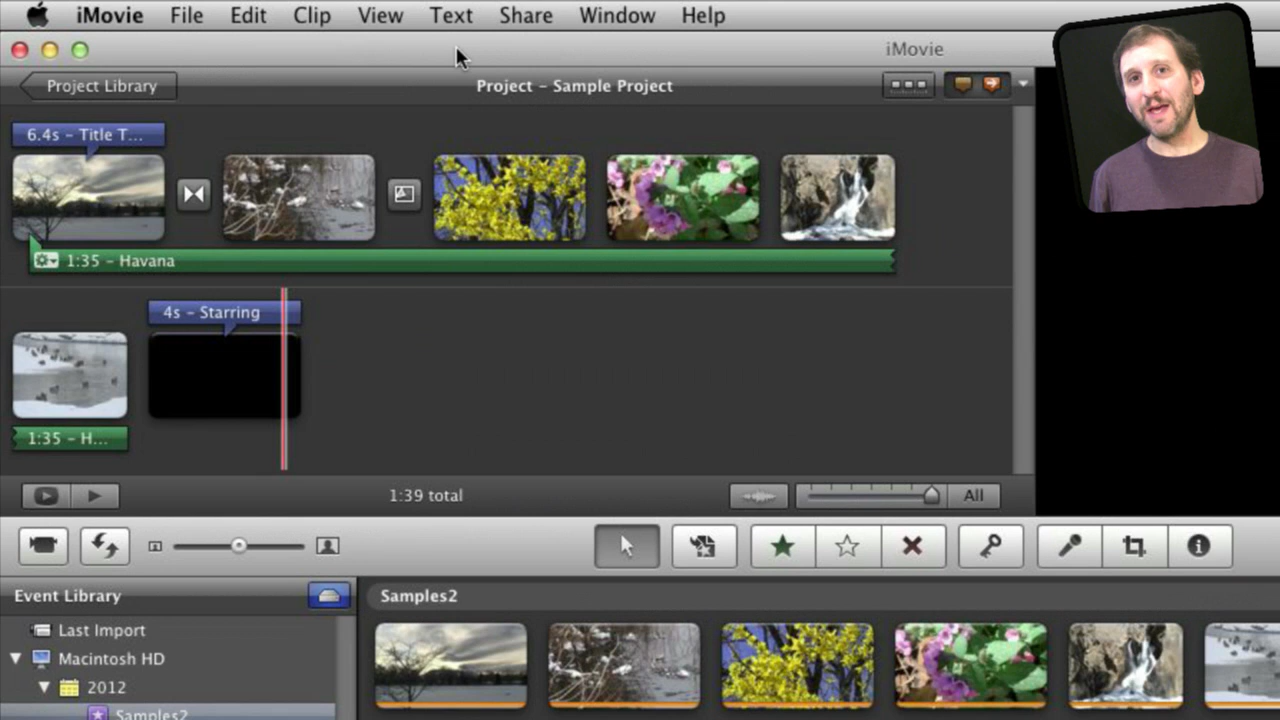 iMovie File Edit Clip View Text Share Window Help
iMovie
Project Library
Project – Sample Project
6.4s – Title T...
1:35 – Havana
4s – Starring
1:35 – H...
1:39 total
All
Event Library
Samples2
Last Import
Macintosh HD
2012
Samples2